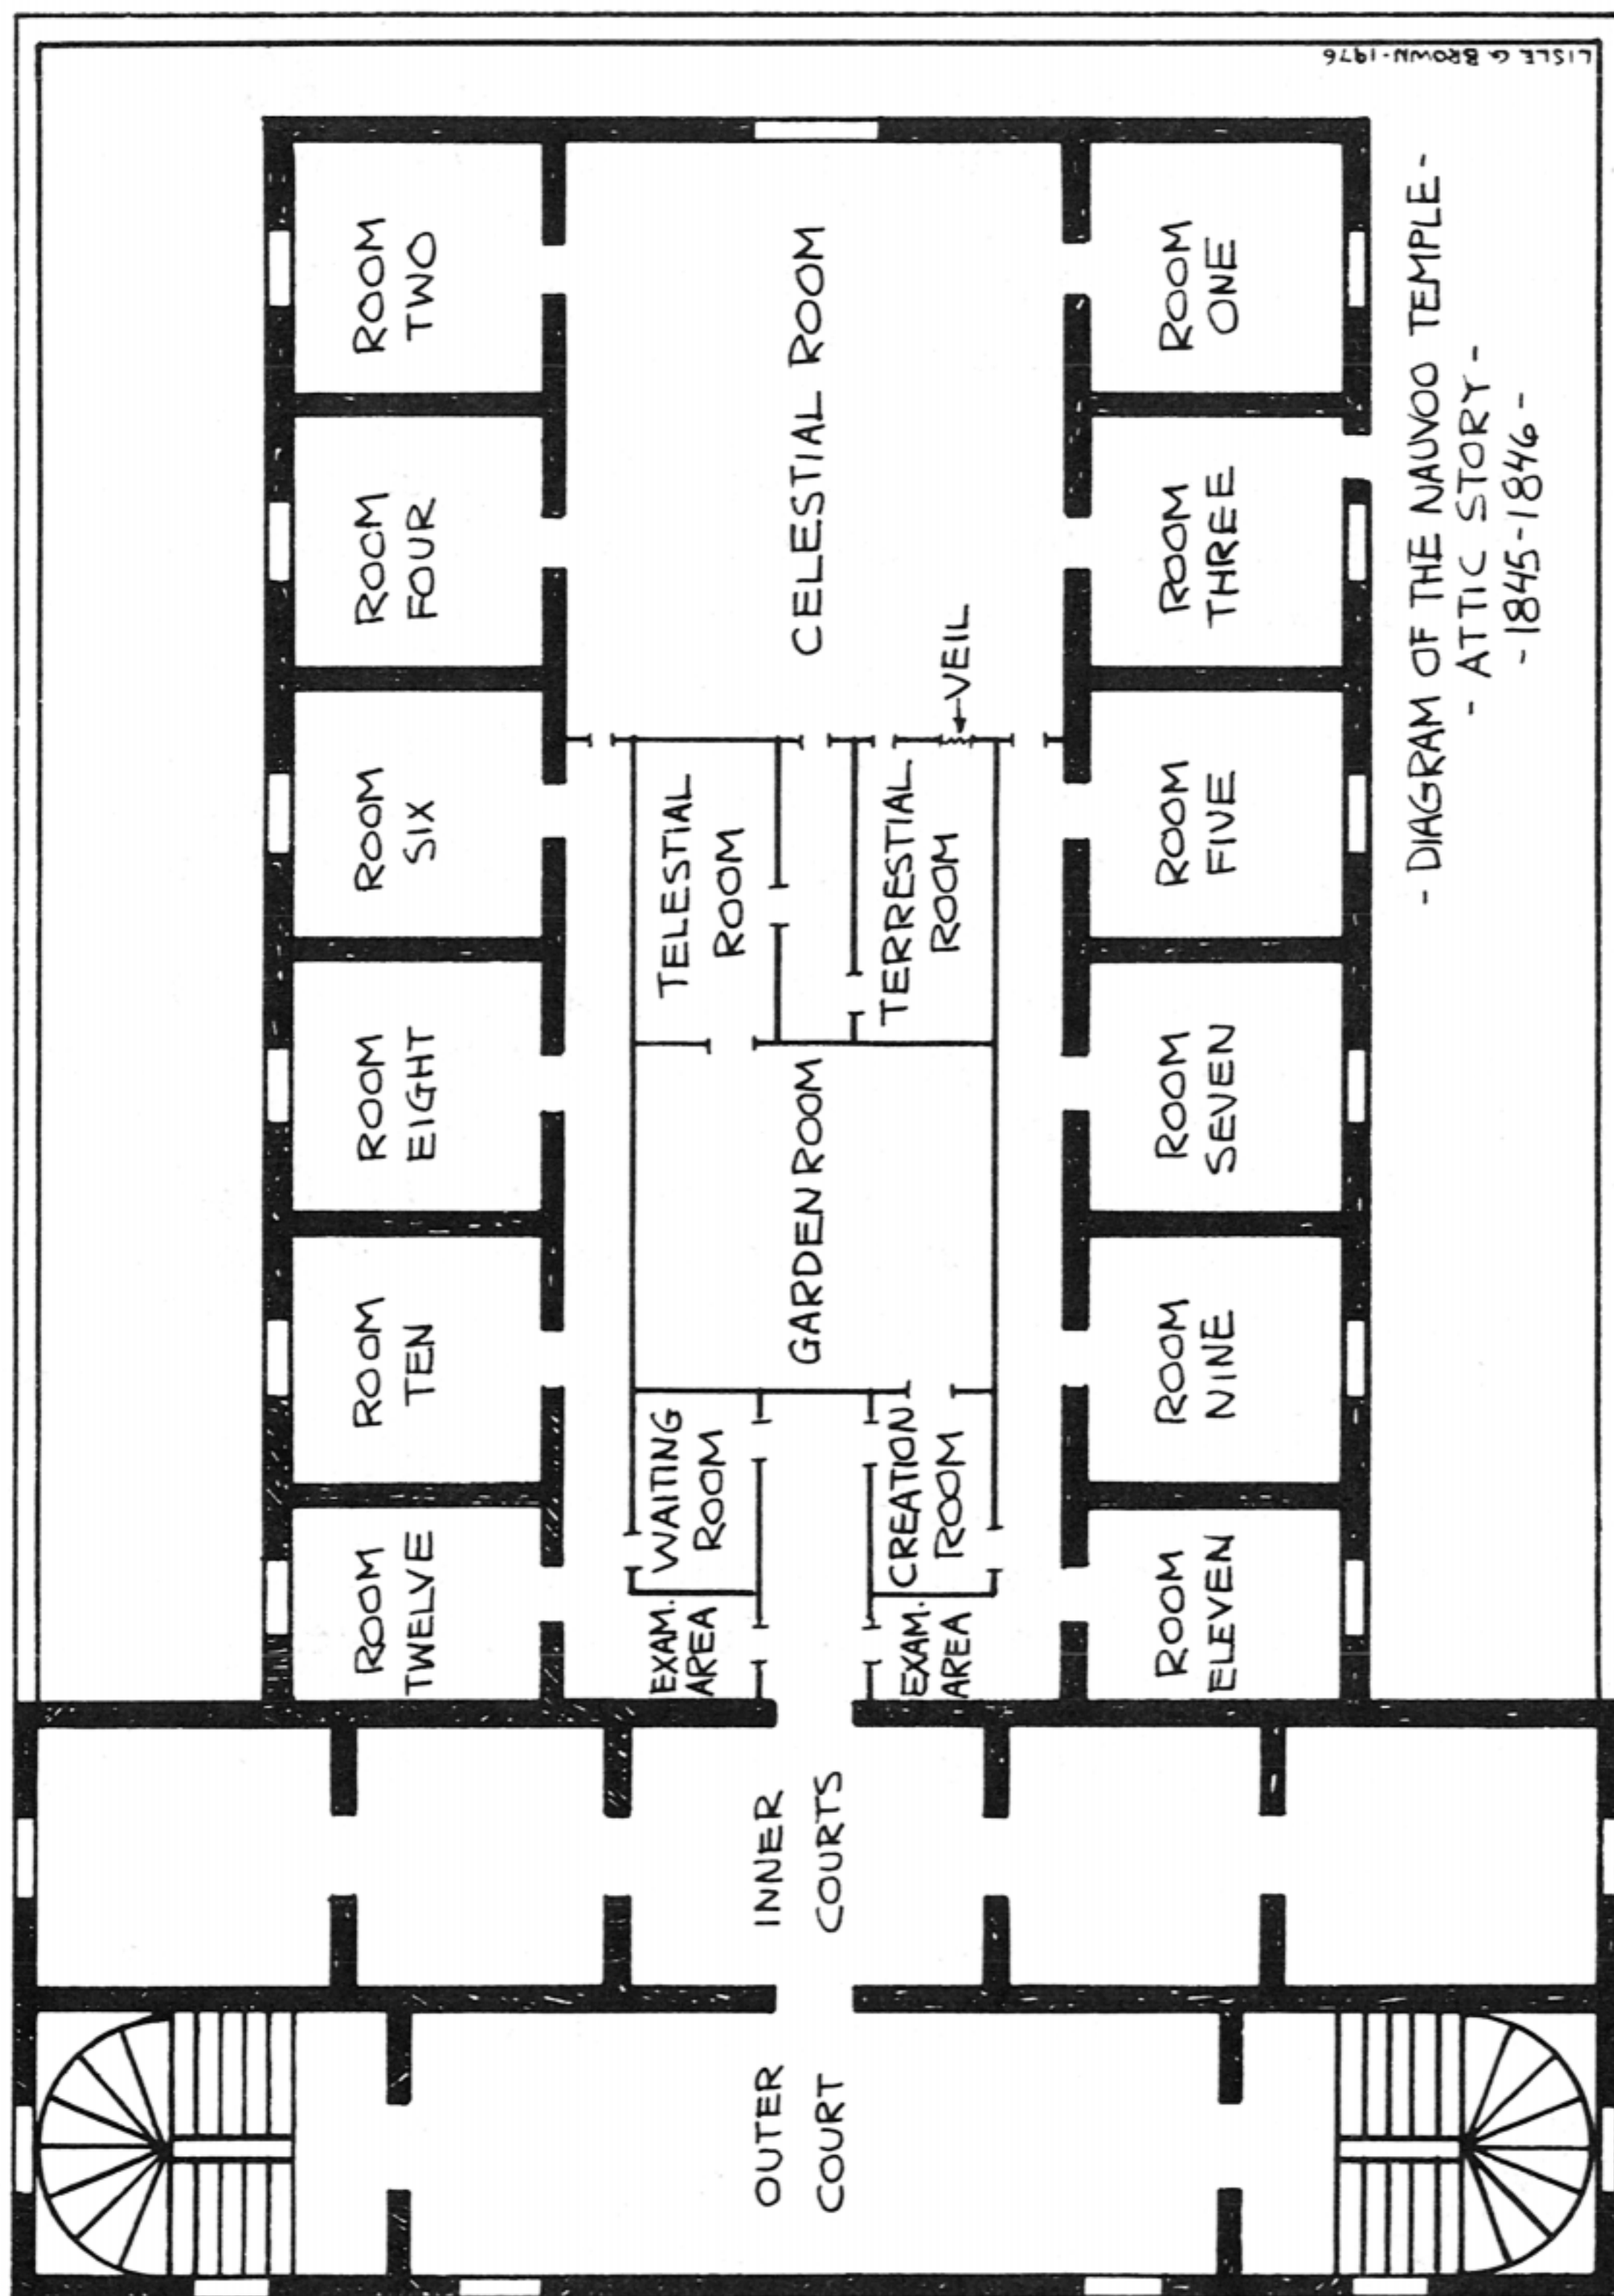 LISLE G BROWN-1976
ROOM
TWO
ROOM
FOUR
ROOM
SIX
ROOM
EIGHT
ROOM
TEN
ROOM
TWELVE
CELESTIAL ROOM
VEIL
TELESTIAL
ROOM
TERRESTIAL
ROOM
GARDEN ROOM
WAITING
ROOM
CREATION
ROOM
EXAM.
AREA
EXAM.
AREA
ROOM
ONE
ROOM
THREE
ROOM
FIVE
ROOM
SEVEN
ROOM
NINE
ROOM
ELEVEN
INNER
COURTS
OUTER
COURT
- DIAGRAM OF THE NAUVOO TEMPLE -
- ATTIC STORY -
- 1845-1846 -